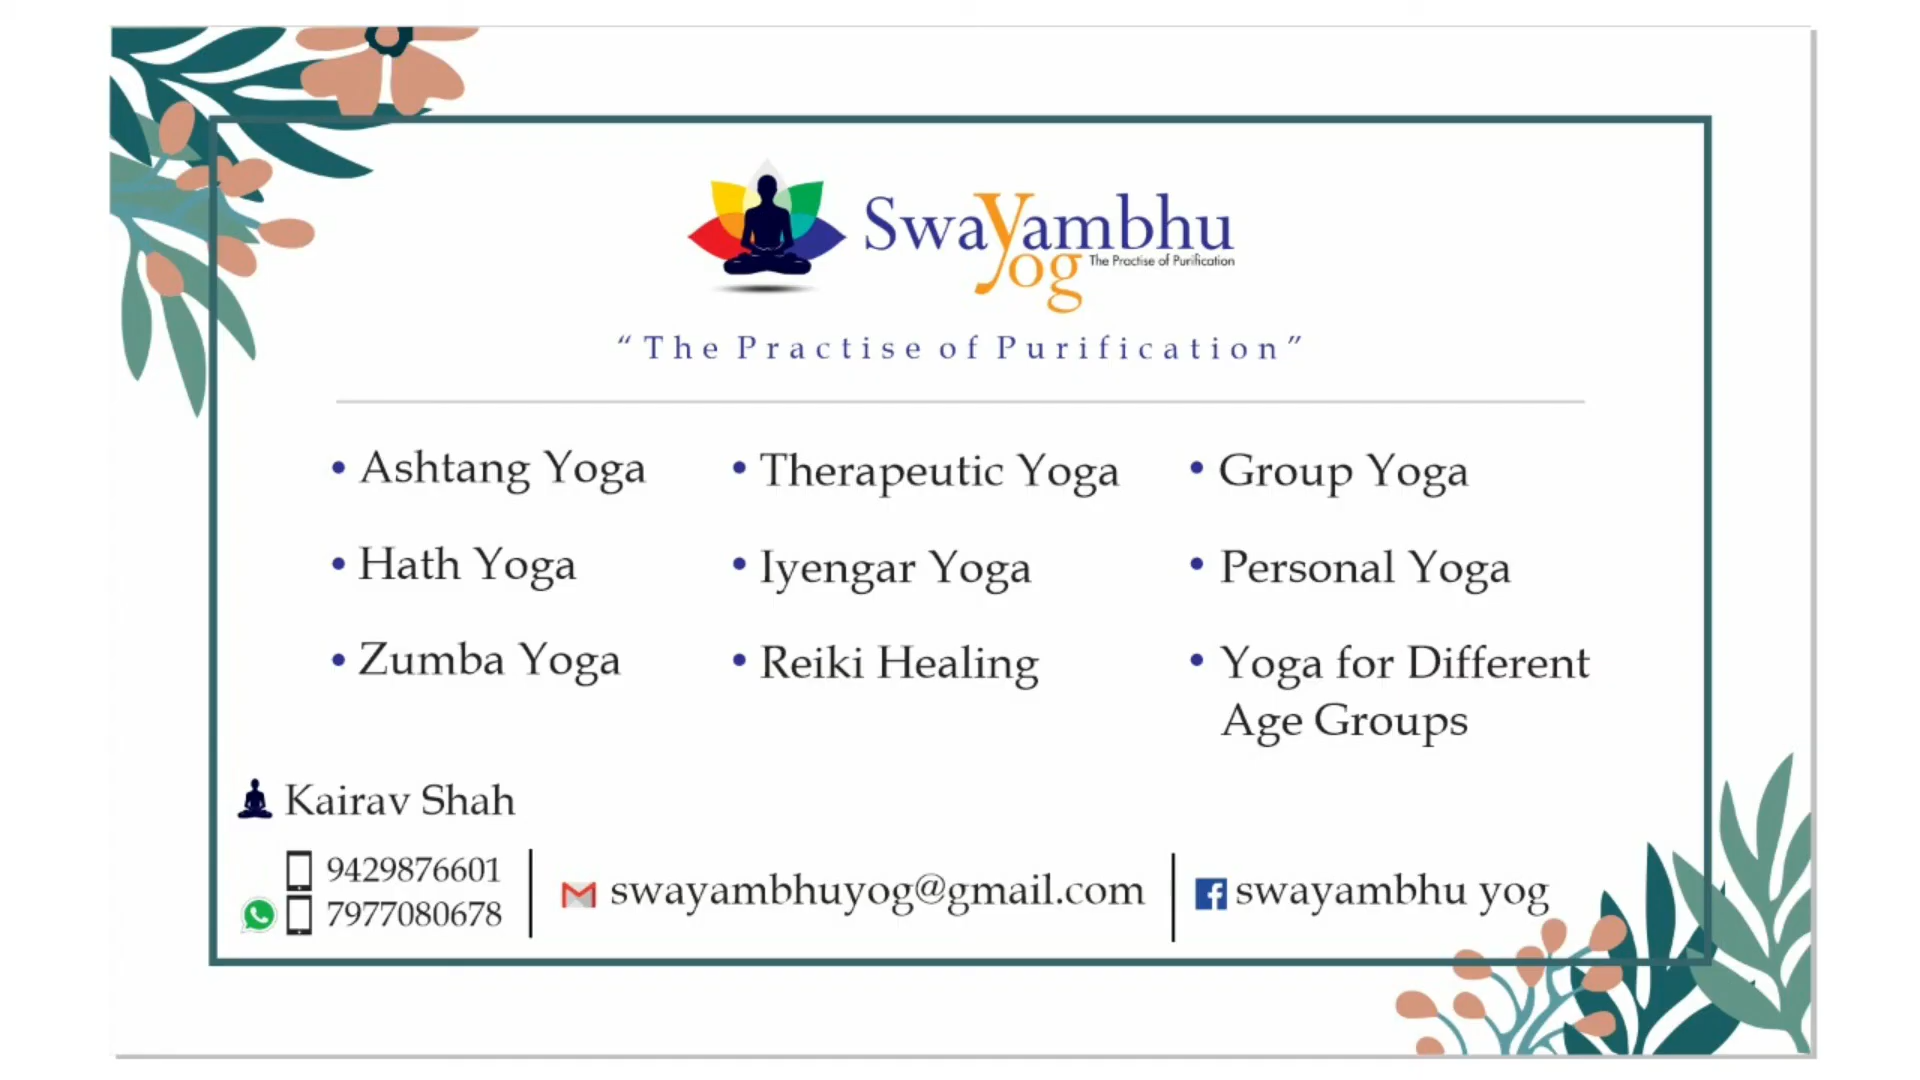 Swayambhu
yog The Practise of Purification
“The Practise of Purification”
• Ashtang Yoga
• Hath Yoga
• Zumba Yoga
• Therapeutic Yoga
• Iyengar Yoga
• Reiki Healing
• Group Yoga
• Personal Yoga
• Yoga for Different
Age Groups
Kairav Shah
9429876601
7977080678
swayambhuyog@gmail.com
swayambhu yog